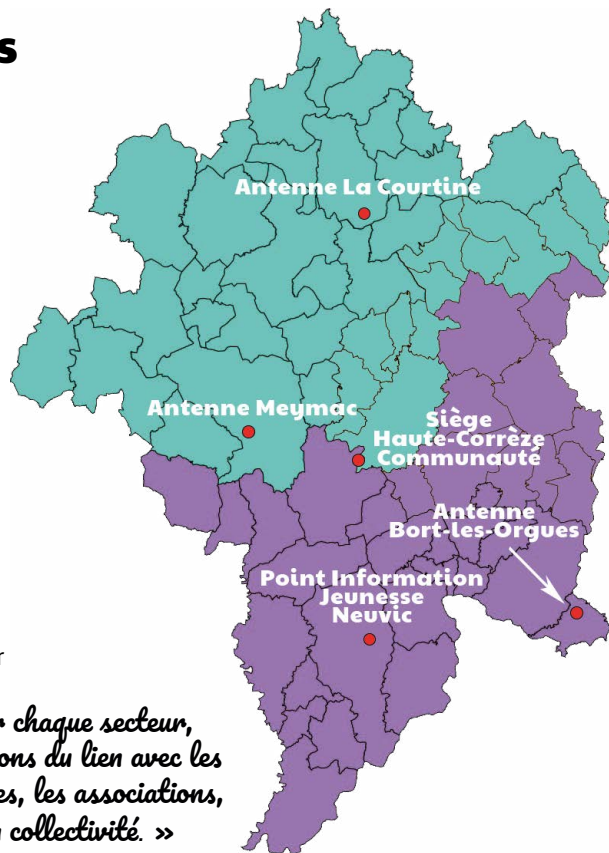 s
Antenne La Courtine
Antenne Meymac
Siège
Haute-Corrèze
Communauté
Antenne
Bort-les-Orgues
Point Information
Jeunesse
Neuvic
r
chaque secteur,
ons du lien avec les
es, les associations,
collectivité. »